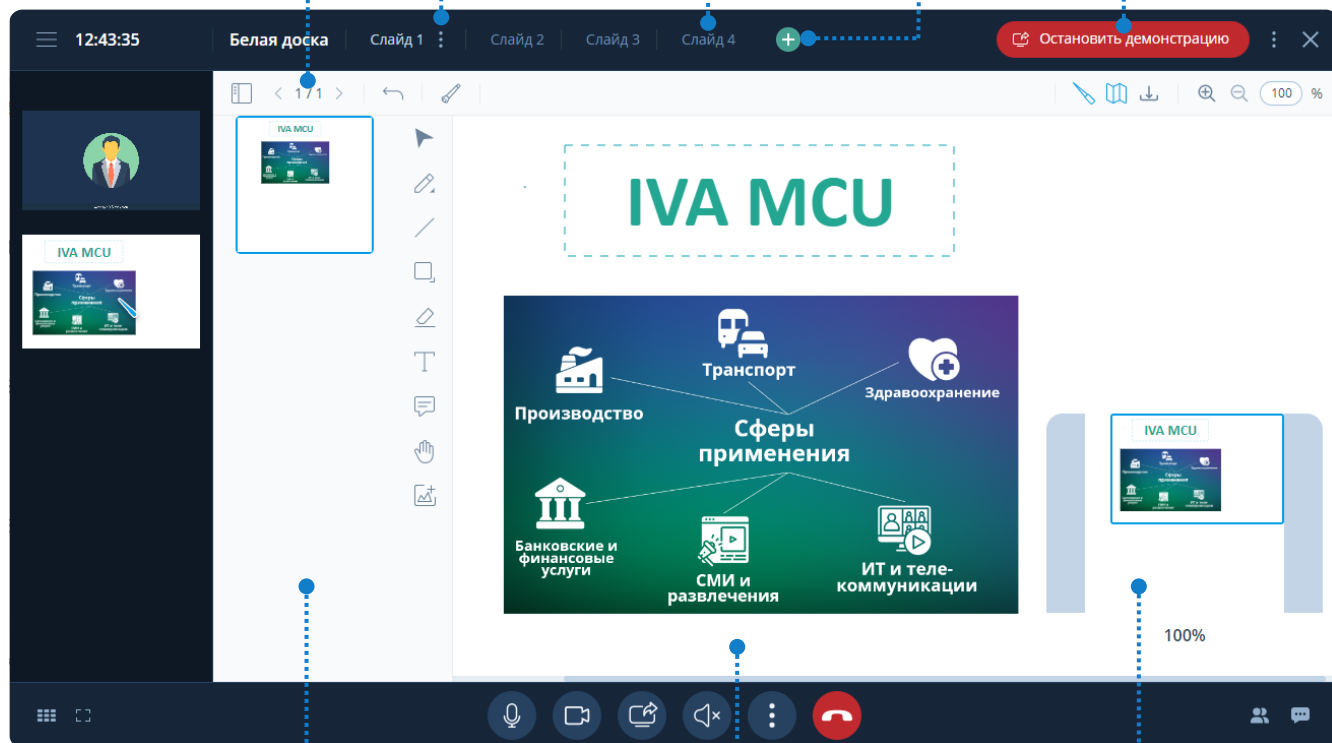 12:43:35
Белая доска
Слайд 1
Слайд 2
Слайд 3
Слайд 4
Остановить демонстрацию
1 / 1
100 %
IVA MCU
IVA MCU
IVA MCU
Транспорт
Здравоохранение
Производство
Сферы
применения
Банковские и
финансовые
услуги
СМИ и
развлечения
ИТ и теле-
коммуникации
IVA MCU
100%